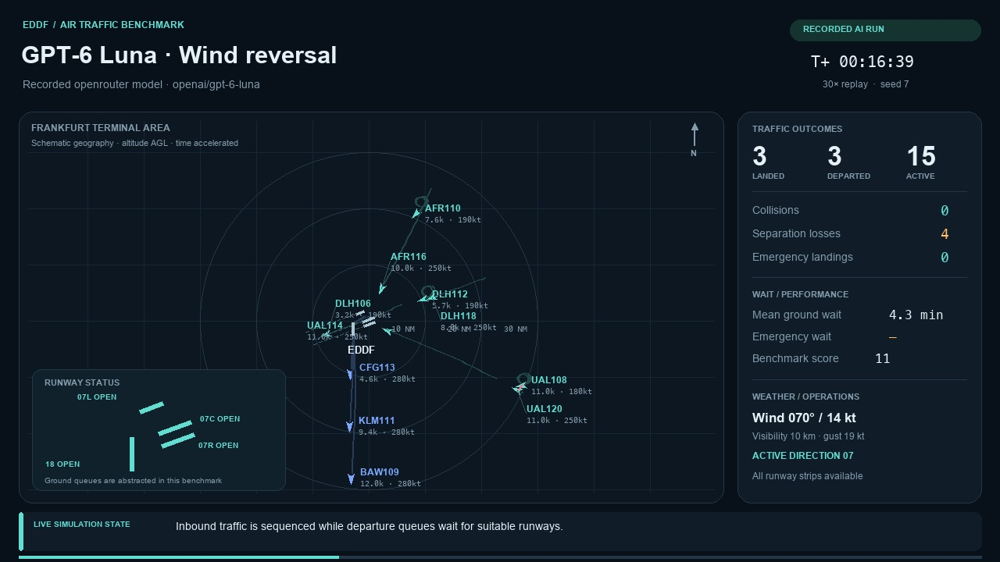 EDDF / AIR TRAFFIC BENCHMARK
GPT-6 Luna · Wind reversal
Recorded openrouter model · openai/gpt-6-luna
RECORDED AI RUN
T+ 00:16:39
30× replay · seed 7
FRANKFURT TERMINAL AREA
Schematic geography · altitude AGL · time accelerated
N
AFR110
7.6k · 190kt
AFR116
10.0k · 250kt
DLH112
5.7k · 190kt
DLH106
3.2k · 190kt
DLH118
8.0k · 250kt
UAL114
11.0k · 250kt
10 NM
20 NM
30 NM
EDDF
CFG113
4.6k · 280kt
UAL108
11.0k · 180kt
UAL120
11.0k · 250kt
KLM111
9.4k · 280kt
BAW109
12.0k · 280kt
RUNWAY STATUS
07L OPEN
07C OPEN
07R OPEN
18 OPEN
Ground queues are abstracted in this benchmark
TRAFFIC OUTCOMES
3 3 15
LANDED DEPARTED ACTIVE
Collisions 0
Separation losses 4
Emergency landings 0
WAIT / PERFORMANCE
Mean ground wait 4.3 min
Emergency wait —
Benchmark score 11
WEATHER / OPERATIONS
Wind 070° / 14 kt
Visibility 10 km · gust 19 kt
ACTIVE DIRECTION 07
All runway strips available
LIVE SIMULATION STATE
Inbound traffic is sequenced while departure queues wait for suitable runways.